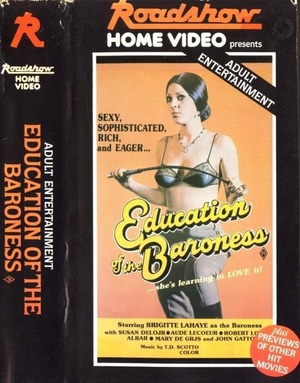 R
Roadshow
HOME
VIDEO
ADULT ENTERTAINMENT
EDUCATION OF THE
BARONESS
Roadshow
HOME VIDEO
presents
ADULT
ENTERTAINMENT
SEXY,
SOPHISTICATED,
RICH,
and EAGER...
Education
of the Baroness
...she's learning to LOVE it!
Starring BRIGITTE LAHAYE as the Baroness
with SUSAN DELOJR • AUDE LECOEUR • ROBERT LO
ALBAR • MARY DE GRJS and JOHN GATTO
Music by T.D. SCOTTO
COLOR
plus
PREVIEWS
OF OTHER
HIT
MOVIES